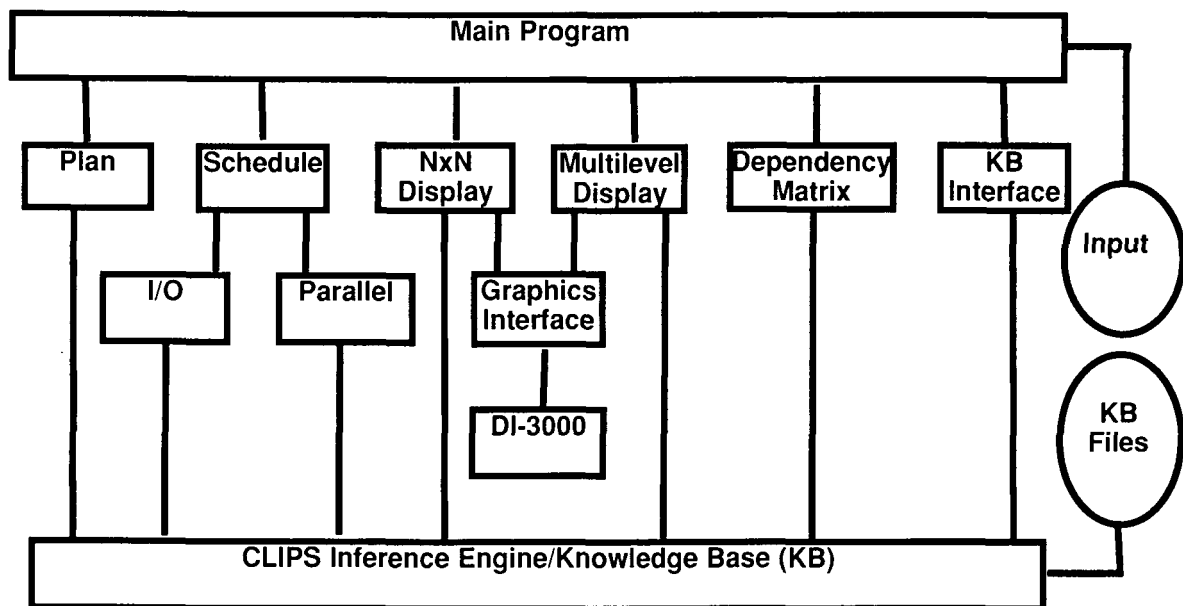 Main Program
Plan
Schedule
NxN
Display
Multilevel
Display
Dependency
Matrix
KB
Interface
Input
I/O
Parallel
Graphics
Interface
DI-3000
KB
Files
CLIPS Inference Engine/Knowledge Base (KB)